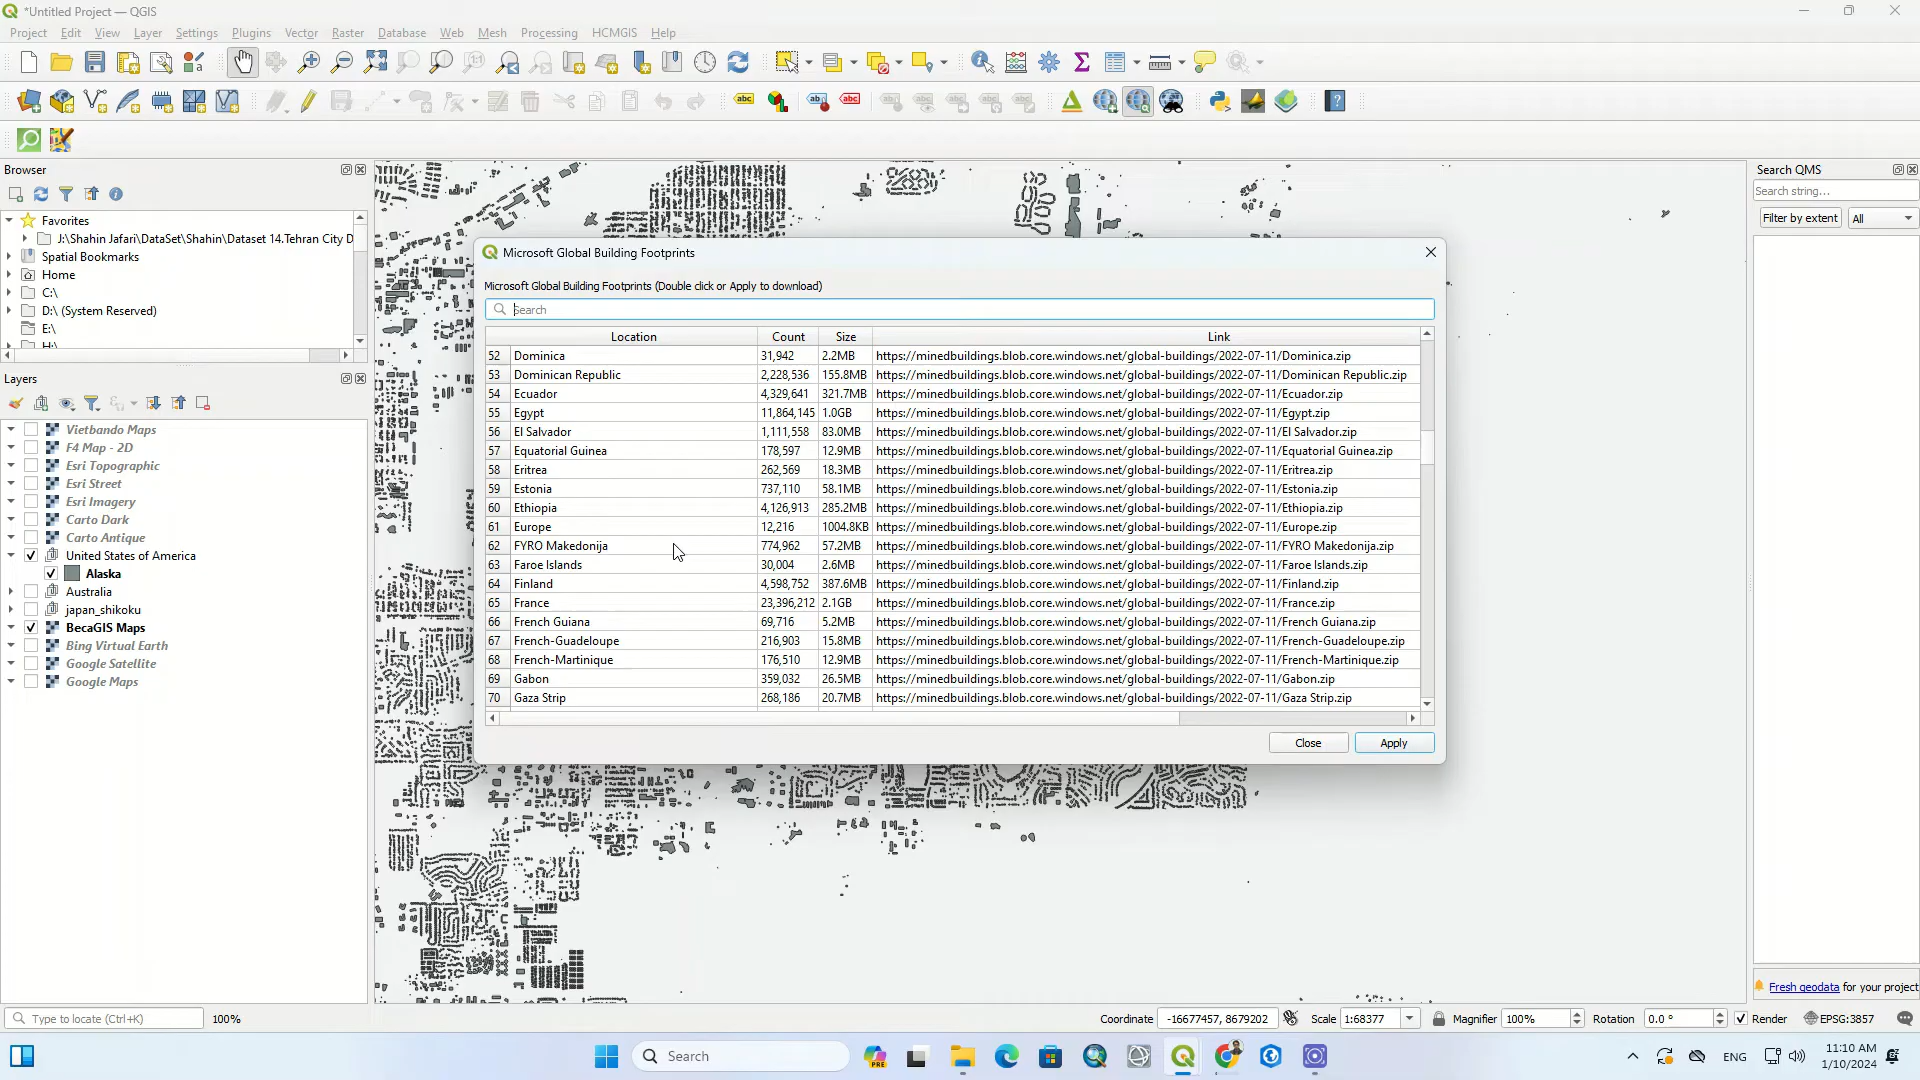 *Untitled Project — QGIS
Project Edit View Layer Settings Plugins Vector Raster Database Web Mesh Processing HCMGIS Help
Browser
Favorites
J:\Shahin Jafari\DataSet\Shahin\Dataset 14.Tehran City D
Spatial Bookmarks
Home
C:\
D:\ (System Reserved)
E:\
H:\
Layers
Vietbando Maps
F4 Map - 2D
Esri Topographic
Esri Street
Esri Imagery
Carto Dark
Carto Antique
United States of America
Alaska
Australia
japan_shikoku
BecaGIS Maps
Bing Virtual Earth
Google Satellite
Google Maps
Microsoft Global Building Footprints
Microsoft Global Building Footprints (Double click or Apply to download)
Search
Location Count Size Link
52 Dominica 31,942 2.2MB https://minedbuildings.blob.core.windows.net/global-buildings/2022-07-11/Dominica.zip
53 Dominican Republic 2,228,536 155.8MB https://minedbuildings.blob.core.windows.net/global-buildings/2022-07-11/Dominican Republic.zip
54 Ecuador 4,329,641 321.7MB https://minedbuildings.blob.core.windows.net/global-buildings/2022-07-11/Ecuador.zip
55 Egypt 11,864,145 1.0GB https://minedbuildings.blob.core.windows.net/global-buildings/2022-07-11/Egypt.zip
56 El Salvador 1,111,558 83.0MB https://minedbuildings.blob.core.windows.net/global-buildings/2022-07-11/El Salvador.zip
57 Equatorial Guinea 178,597 12.9MB https://minedbuildings.blob.core.windows.net/global-buildings/2022-07-11/Equatorial Guinea.zip
58 Eritrea 262,569 18.3MB https://minedbuildings.blob.core.windows.net/global-buildings/2022-07-11/Eritrea.zip
59 Estonia 737,110 58.1MB https://minedbuildings.blob.core.windows.net/global-buildings/2022-07-11/Estonia.zip
60 Ethiopia 4,126,913 285.2MB https://minedbuildings.blob.core.windows.net/global-buildings/2022-07-11/Ethiopia.zip
61 Europe 12,216 1004.8KB https://minedbuildings.blob.core.windows.net/global-buildings/2022-07-11/Europe.zip
62 FYRO Makedonija 774,962 57.2MB https://minedbuildings.blob.core.windows.net/global-buildings/2022-07-11/FYRO Makedonija.zip
63 Faroe Islands 30,004 2.6MB https://minedbuildings.blob.core.windows.net/global-buildings/2022-07-11/Faroe Islands.zip
64 Finland 4,598,752 387.6MB https://minedbuildings.blob.core.windows.net/global-buildings/2022-07-11/Finland.zip
65 France 23,396,212 2.1GB https://minedbuildings.blob.core.windows.net/global-buildings/2022-07-11/France.zip
66 French Guiana 69,716 5.2MB https://minedbuildings.blob.core.windows.net/global-buildings/2022-07-11/French Guiana.zip
67 French-Guadeloupe 216,903 15.8MB https://minedbuildings.blob.core.windows.net/global-buildings/2022-07-11/French-Guadeloupe.zip
68 French-Martinique 176,510 12.9MB https://minedbuildings.blob.core.windows.net/global-buildings/2022-07-11/French-Martinique.zip
69 Gabon 359,032 26.5MB https://minedbuildings.blob.core.windows.net/global-buildings/2022-07-11/Gabon.zip
70 Gaza Strip 268,186 20.7MB https://minedbuildings.blob.core.windows.net/global-buildings/2022-07-11/Gaza Strip.zip
Close Apply
Search QMS
Search string...
Filter by extent All
Fresh geodata for your project
Type to locate (Ctrl+K) 100% Coordinate -16677457, 8679202 Scale 1:68377 Magnifier 100% Rotation 0.0 ° Render EPSG:3857
Search ENG 11:10 AM
1/10/2024